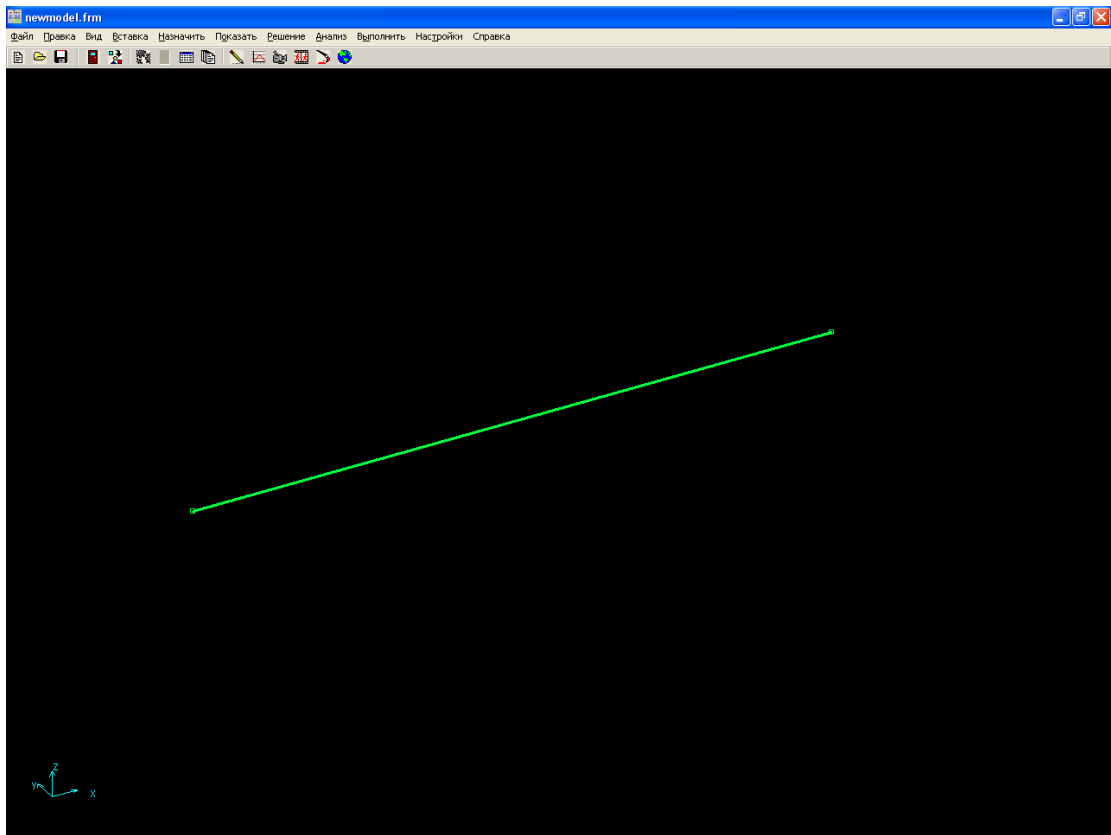 newmodel.frm
Файл Правка Вид Вставка Назначить Показать Решение Анализ Выполнить Настройки Справка
Z
Y
X